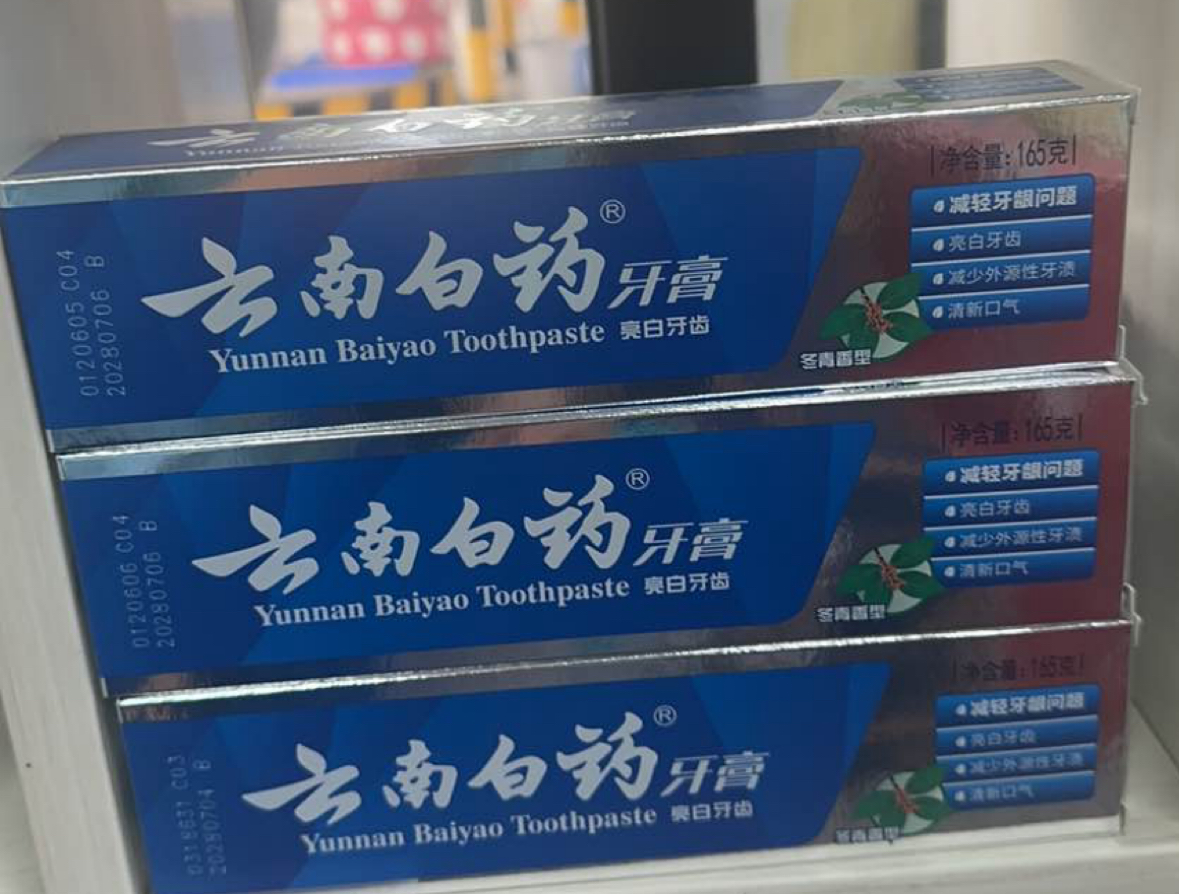 云南白药牙膏
|净含量:165克|
减轻牙龈问题
亮白牙齿
减少外源性牙渍
清新口气
冬青香型
云南白药®牙膏
Yunnan Baiyao Toothpaste 亮白牙齿
0120605 C04
20280706 B
|净含量:165克|
减轻牙龈问题
亮白牙齿
减少外源性牙渍
清新口气
冬青香型
云南白药®牙膏
Yunnan Baiyao Toothpaste 亮白牙齿
0120606 C04
20280706 B
|净含量:165克|
减轻牙龈问题
亮白牙齿
减少外源性牙渍
清新口气
冬青香型
云南白药®牙膏
Yunnan Baiyao Toothpaste 亮白牙齿
20280704 B